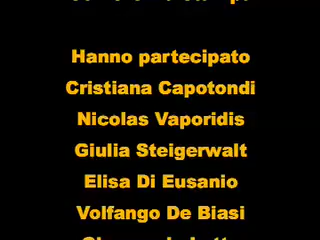 Hanno partecipato
Cristiana Capotondi
Nicolas Vaporidis
Giulia Steigerwalt
Elisa Di Eusanio
Volfango De Biasi